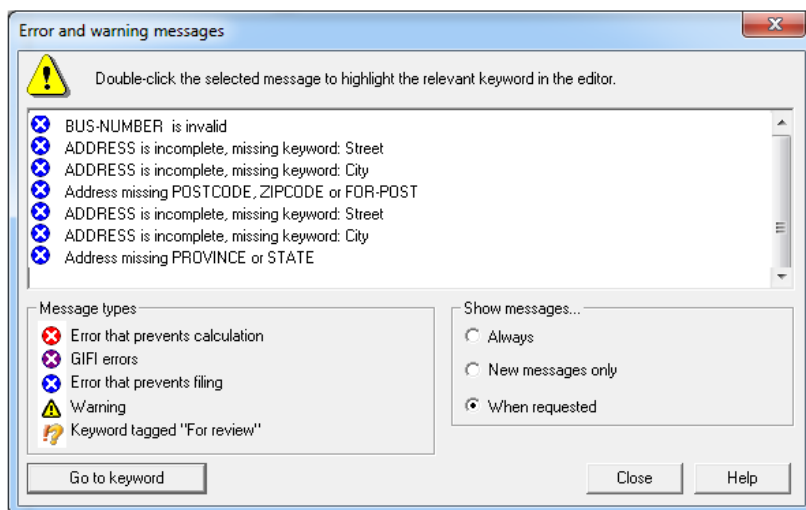 Error and warning messages
Double-click the selected message to highlight the relevant keyword in the editor.
BUS-NUMBER is invalid
ADDRESS is incomplete, missing keyword: Street
ADDRESS is incomplete, missing keyword: City
Address missing POSTCODE, ZIPCODE or FOR-POST
ADDRESS is incomplete, missing keyword: Street
ADDRESS is incomplete, missing keyword: City
Address missing PROVINCE or STATE
Message types
Error that prevents calculation
GIFI errors
Error that prevents filing
Warning
Keyword tagged "For review"
Show messages...
Always
New messages only
When requested
Go to keyword
Close
Help